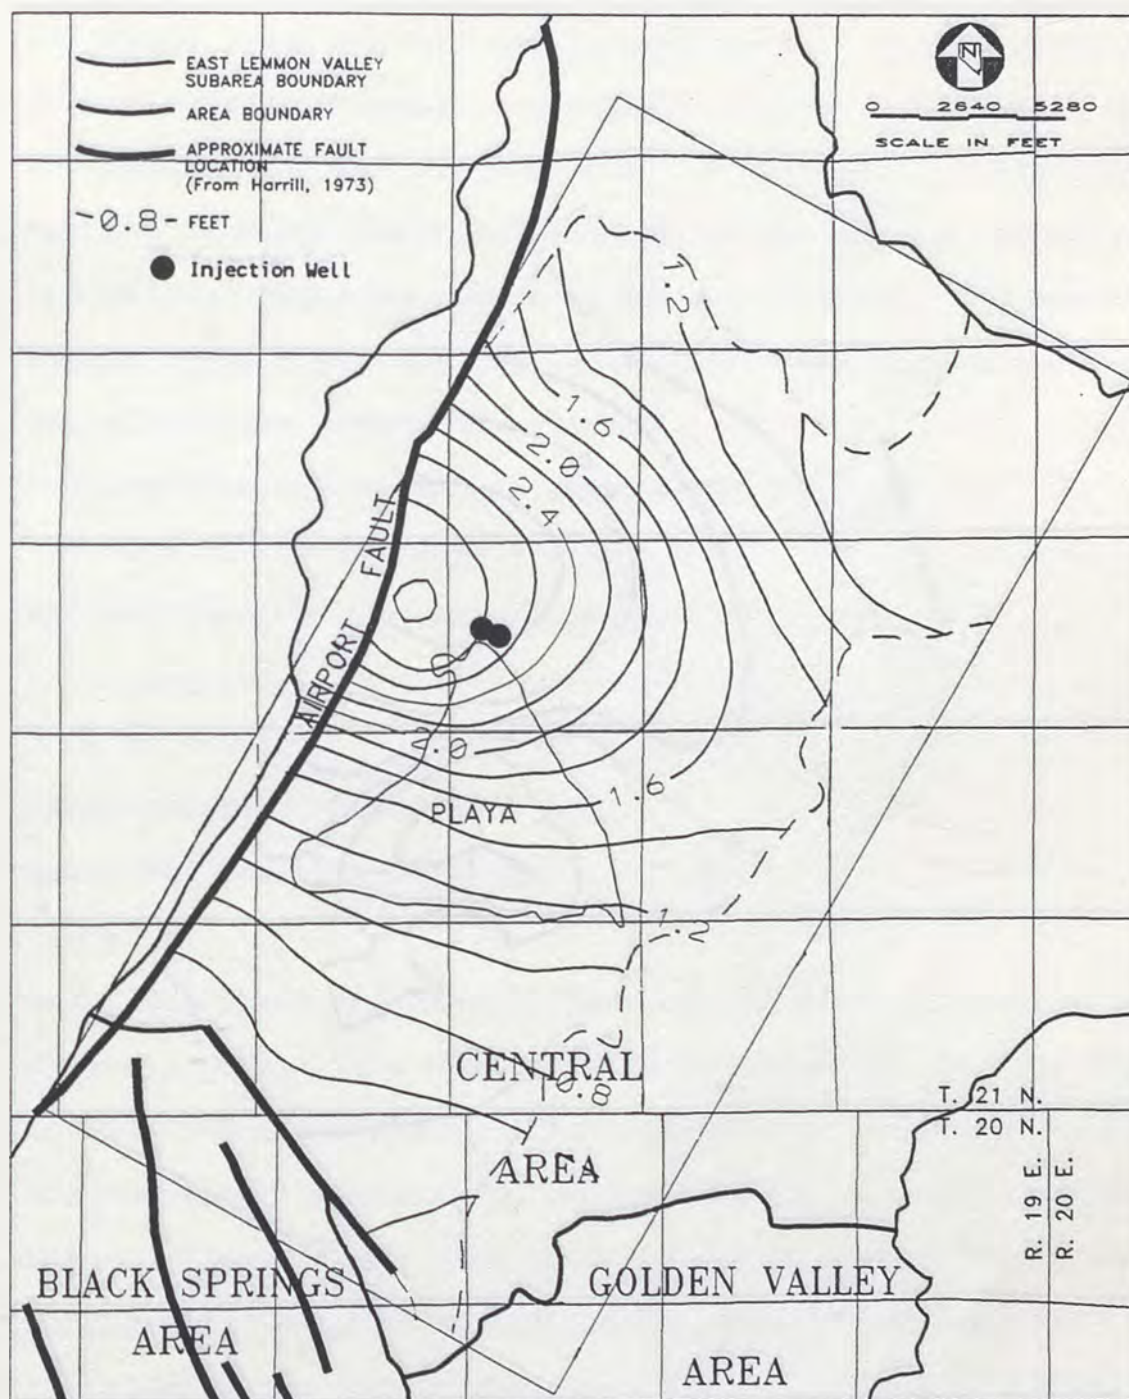 EAST LEMMON VALLEY
SUBAREA BOUNDARY
AREA BOUNDARY
APPROXIMATE FAULT
LOCATION
(From Harrill, 1973)
-0.8- FEET
Injection Well
N
0 2640 5280
SCALE IN FEET
1.2
1.6
2.0
2.4
AIRPORT FAULT
2.0
1.6
PLAYA
1.2
CENTRAL
0.8
AREA
T. 21 N.
T. 20 N.
R. 19 E.
R. 20 E.
BLACK SPRINGS
AREA
GOLDEN VALLEY
AREA